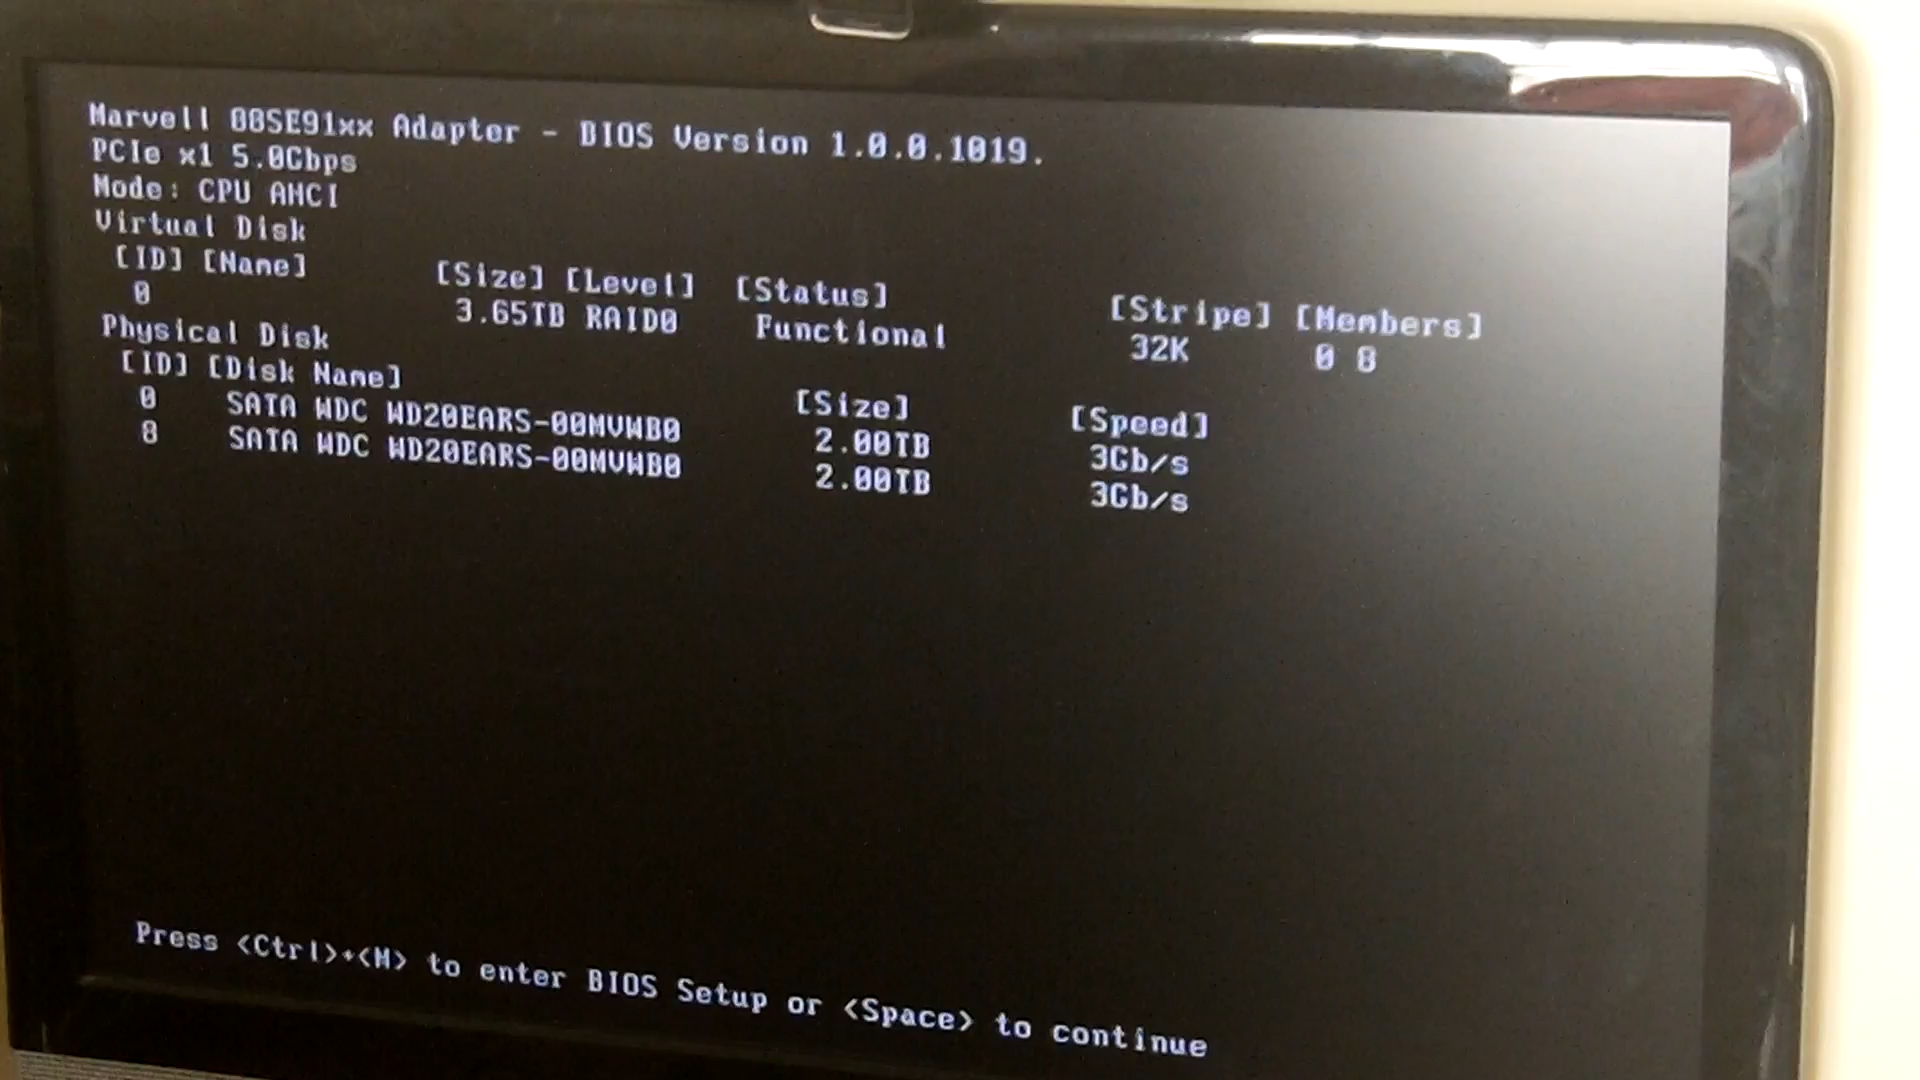 Marvell 88SE91xx Adapter - BIOS Version 1.0.0.1019.
PCIe x1 5.0Gbps
Mode: CPU AHCI
Virtual Disk
[ID] [Name] [Size] [Level] [Status] [Stripe] [Members]
0 3.65TB RAID0 Functional 32K 0 8
Physical Disk
[ID] [Disk Name] [Size] [Speed]
0 SATA WDC WD20EARS-00MVWB0 2.00TB 3Gb/s
8 SATA WDC WD20EARS-00MVWB0 2.00TB 3Gb/s
Press <Ctrl>+<M> to enter BIOS Setup or <Space> to continue